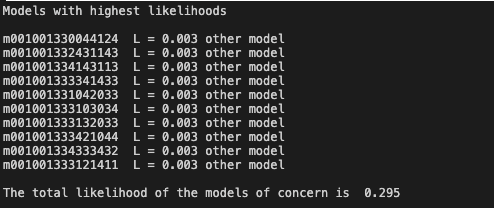 Models with highest likelihoods
m001001330044124 L = 0.003 other model
m001001332431143 L = 0.003 other model
m001001334143113 L = 0.003 other model
m001001333341433 L = 0.003 other model
m001001331042033 L = 0.003 other model
m001001333103034 L = 0.003 other model
m001001333132033 L = 0.003 other model
m001001333421044 L = 0.003 other model
m001001334333432 L = 0.003 other model
m001001333121411 L = 0.003 other model
The total likelihood of the models of concern is 0.295